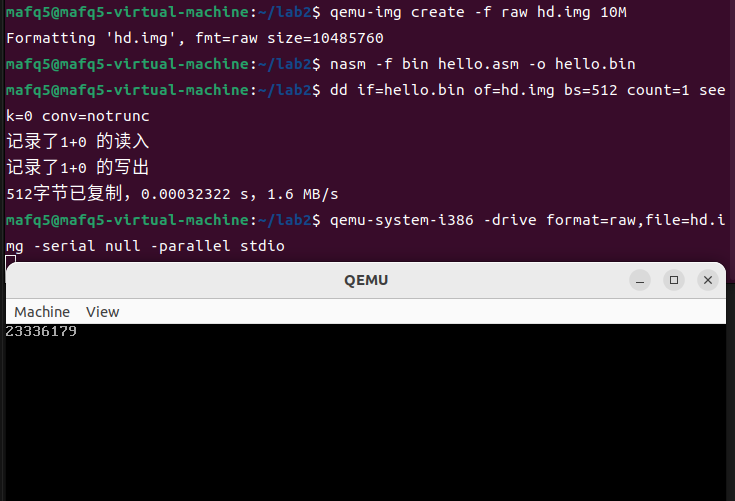 mafq5@mafq5-virtual-machine:~/lab2$ qemu-img create -f raw hd.img 10M
Formatting 'hd.img', fmt=raw size=10485760
mafq5@mafq5-virtual-machine:~/lab2$ nasm -f bin hello.asm -o hello.bin
mafq5@mafq5-virtual-machine:~/lab2$ dd if=hello.bin of=hd.img bs=512 count=1 see
k=0 conv=notrunc
记录了1+0 的读入
记录了1+0 的写出
512字节已复制，0.00032322 s，1.6 MB/s
mafq5@mafq5-virtual-machine:~/lab2$ qemu-system-i386 -drive format=raw,file=hd.i
mg -serial null -parallel stdio
QEMU
Machine View
23336179